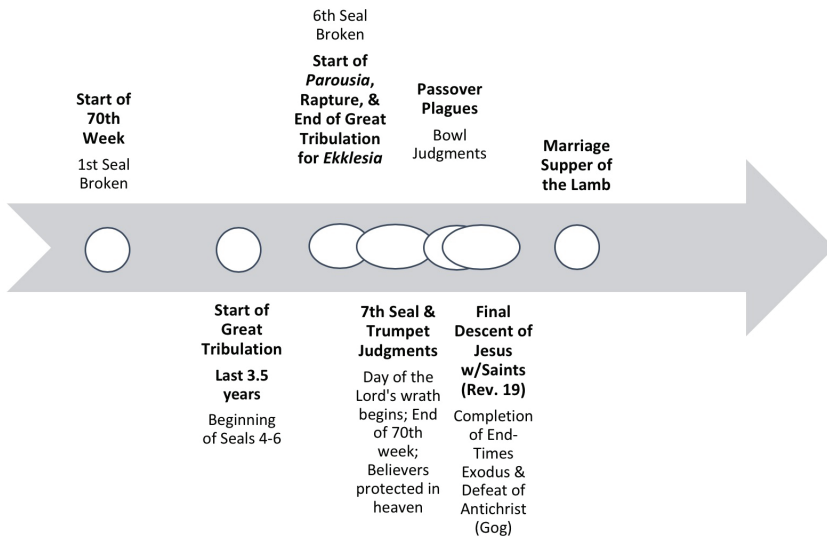 Start of
70th
Week
1st Seal
Broken
Start of
Great
Tribulation
Last 3.5
years
Beginning
of Seals 4-6
6th Seal
Broken
Start of
Parousia,
Rapture, &
End of Great
Tribulation
for Ekklesia
7th Seal &
Trumpet
Judgments
Day of the
Lord's wrath
begins; End
of 70th
week;
Believers
protected in
heaven
Passover
Plagues
Bowl
Judgments
Final
Descent of
Jesus
w/Saints
(Rev. 19)
Completion
of End-
Times
Exodus &
Defeat of
Antichrist
(Gog)
Marriage
Supper of
the Lamb